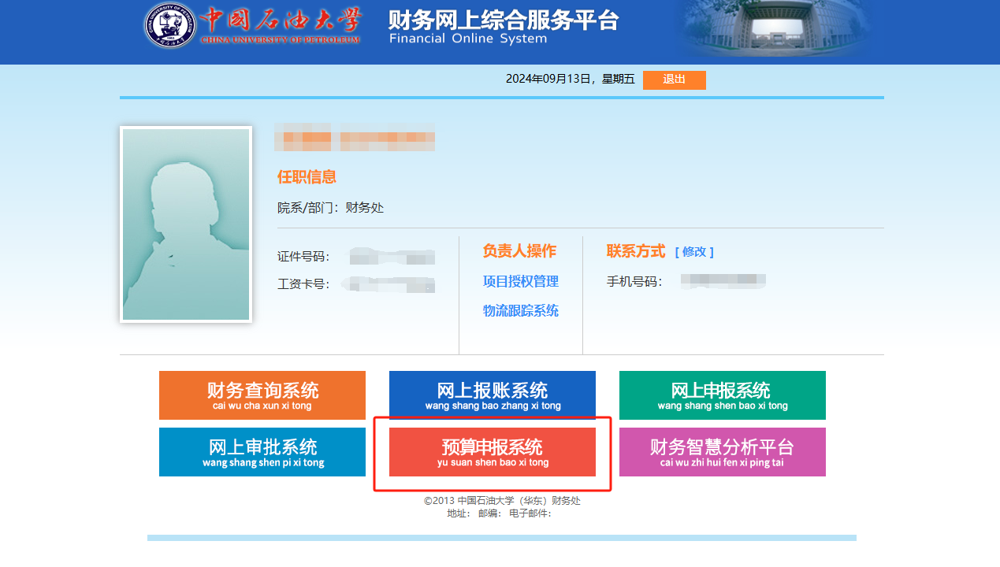 中国石油大学
CHINA UNIVERSITY OF PETROLEUM
财务网上综合服务平台
Financial Online System
2024年09月13日，星期五 退出
任职信息
院系/部门：财务处
证件号码：
工资卡号：
负责人操作
项目授权管理
物流跟踪系统
联系方式 [ 修改 ]
手机号码：
财务查询系统
cai wu cha xun xi tong
网上报账系统
wang shang bao zhang xi tong
网上申报系统
wang shang shen bao xi tong
网上审批系统
wang shang shen pi xi tong
预算申报系统
yu suan shen bao xi tong
财务智慧分析平台
cai wu zhi hui fen xi ping tai
©2013 中国石油大学（华东）财务处
地址： 邮编： 电子邮件：